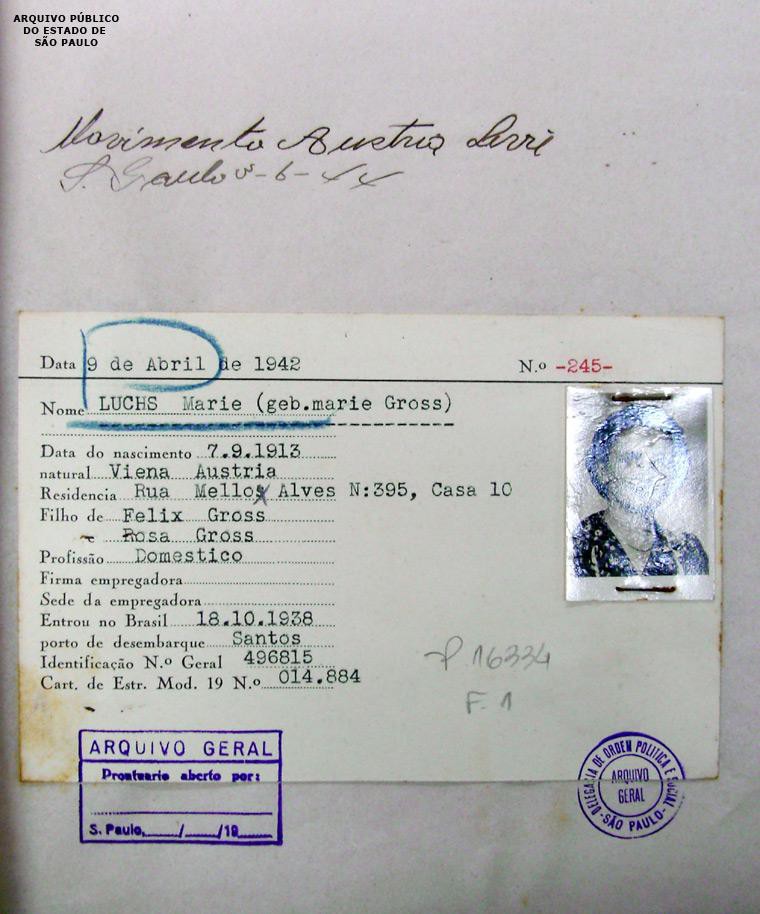 ARQUIVO PÚBLICO
DO ESTADO DE
SÃO PAULO
Movimento Austria Livre
S. Paulo 3-6-44
Data 9 de Abril de 1942
N.o -245-
Nome LUCHS Marie (geb.marie Gross)
Data do nascimento 7.9.1913
natural Viena Austria
Residencia Rua Mello Alves N:395, Casa 10
Filho de Felix Gross
e Rosa Gross
Profissão Domestico
Firma empregadora
Sede da empregadora
Entrou no Brasil 18.10.1938
porto de desembarque Santos
Identificação N.o Geral 496815
Cart. de Estr. Mod. 19 N.o 014.884
P. 16334
F. 1
ARQUIVO GERAL
Prontuario aberto por:
S. Paulo, / /19
DELEGACIA DE ORDEM POLITICA E SOCIAL
ARQUIVO
GERAL
-SÃO PAULO-